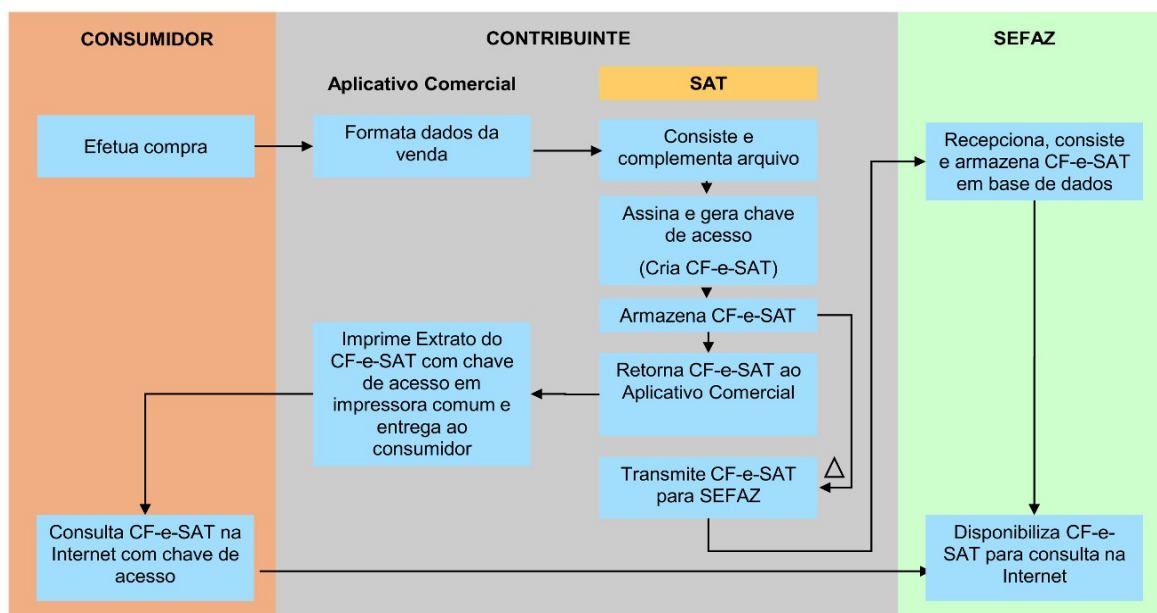 CONSUMIDOR
CONTRIBUINTE
SEFAZ
Aplicativo Comercial
SAT
Efetua compra
Formata dados da
venda
Consiste e
complementa arquivo
Recepciona, consiste
e armazena CF-e-SAT
em base de dados
Assina e gera chave
de acesso
(Cria CF-e-SAT)
Armazena CF-e-SAT
Imprime Extrato do
CF-e-SAT com chave
de acesso em
impressora comum e
entrega ao
consumidor
Retorna CF-e-SAT ao
Aplicativo Comercial
Transmite CF-e-SAT
para SEFAZ
Consulta CF-e-SAT na
Internet com chave de
acesso
Disponibiliza CF-e-
SAT para consulta na
Internet